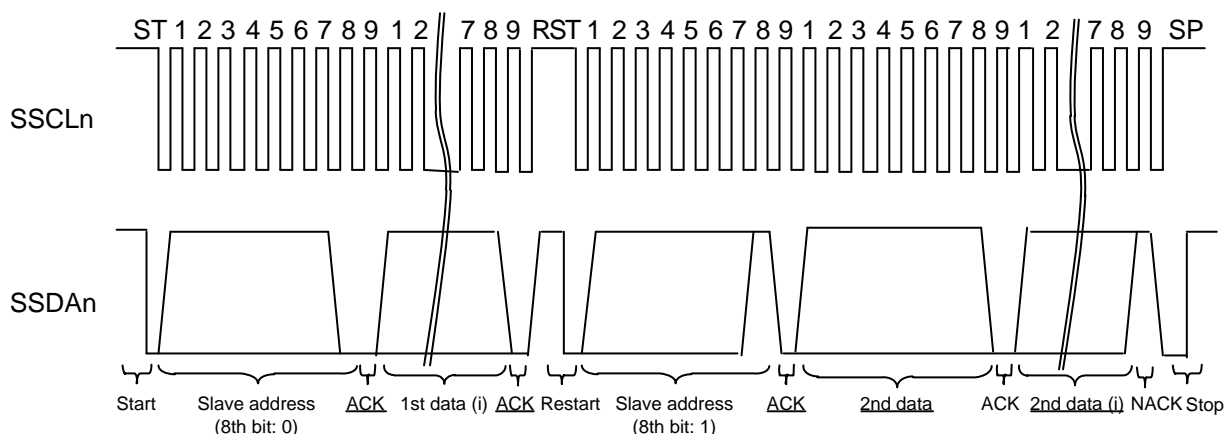 ST 1 2 3 4 5 6 7 8 9 1 2 7 8 9 RST 1 2 3 4 5 6 7 8 9 1 2 3 4 5 6 7 8 9 1 2 7 8 9 SP
SSCLn
SSDAn
Start Slave address ACK 1st data (i) ACK Restart Slave address ACK 2nd data ACK 2nd data (j) NACK Stop
(8th bit: 0) (8th bit: 1)